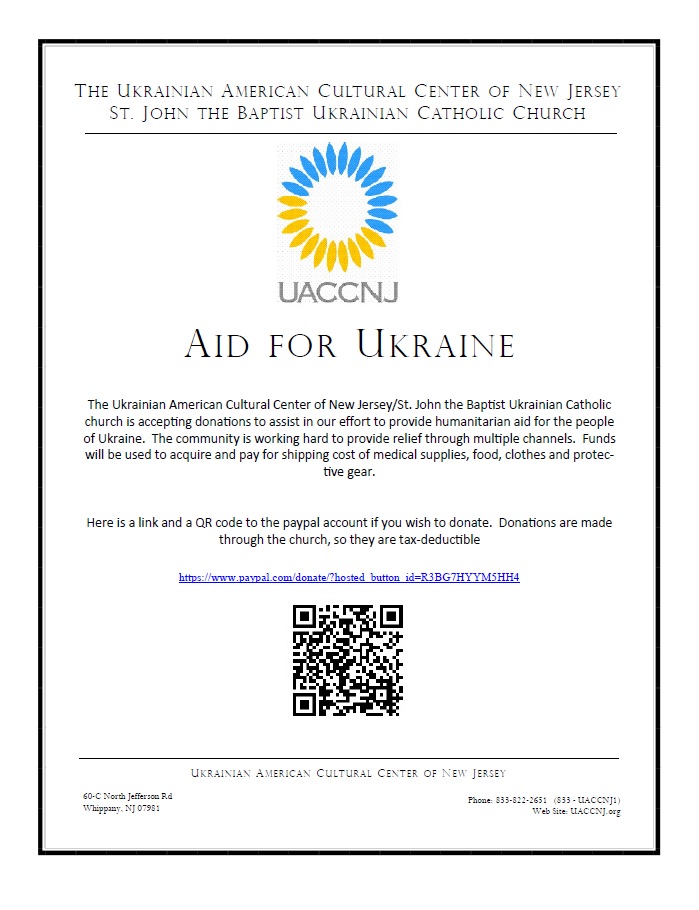 The Ukrainian American Cultural Center of New Jersey
St. John the Baptist Ukrainian Catholic Church
UACCNJ
Aid for Ukraine
The Ukrainian American Cultural Center of New Jersey/St. John the Baptist Ukrainian Catholic
church is accepting donations to assist in our effort to provide humanitarian aid for the people
of Ukraine.  The community is working hard to provide relief through multiple channels.  Funds
will be used to acquire and pay for shipping cost of medical supplies, food, clothes and protec-
tive gear.
Here is a link and a QR code to the paypal account if you wish to donate.  Donations are made
through the church, so they are tax-deductible
https://www.paypal.com/donate/?hosted_button_id=R3BG7HYYM5HH4
Ukrainian American Cultural Center of New Jersey
60-C North Jefferson Rd
Whippany, NJ 07981
Phone: 833-822-2651  (833 - UACCNJ1)
Web Site: UACCNJ.org